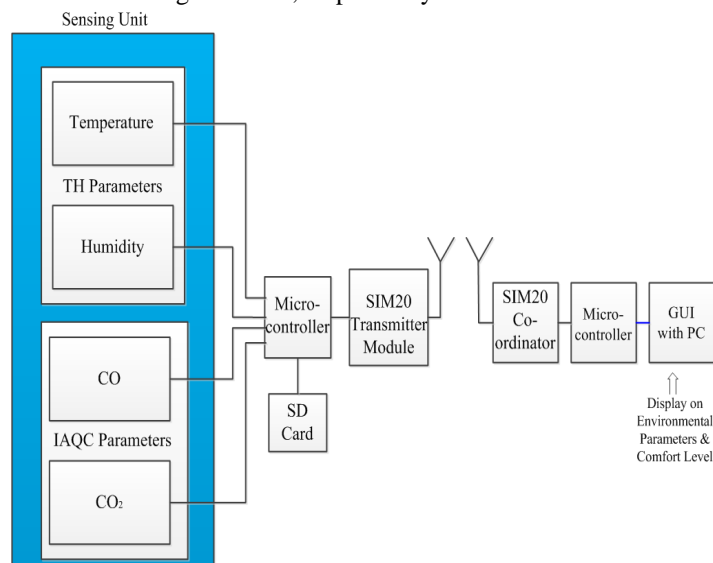 Sensing Unit
Temperature
TH Parameters
Humidity
CO
IAQC Parameters
CO₂
Micro-
controller
SD
Card
SIM20
Transmitter
Module
SIM20
Co-
ordinator
Micro-
controller
GUI
with PC
Display on
Environmental
Parameters &
Comfort Level